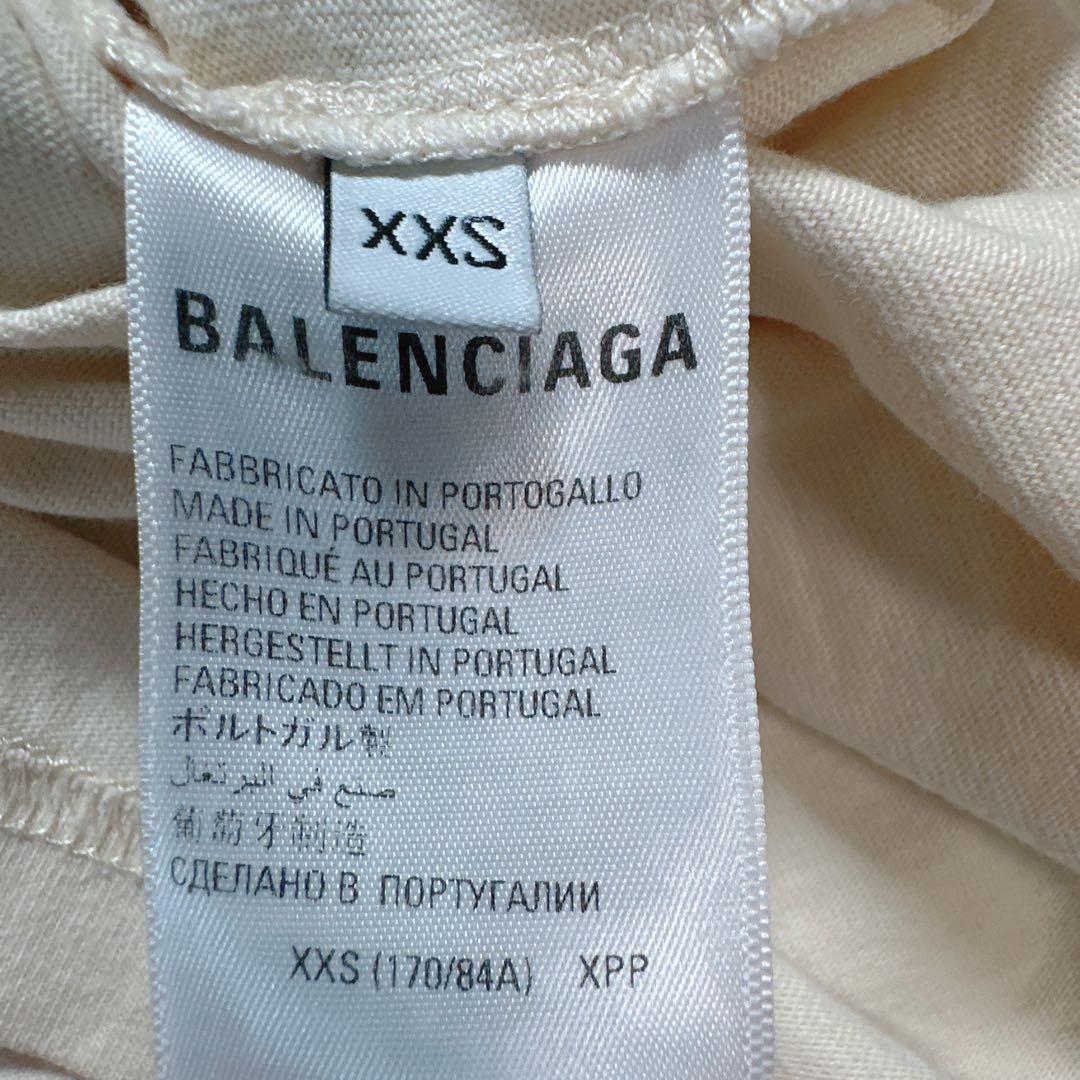 XXS
BALENCIAGA
FABBRICATO IN PORTOGALLO
MADE IN PORTUGAL
FABRIQUÉ AU PORTUGAL
HECHO EN PORTUGAL
HERGESTELLT IN PORTUGAL
FABRICADO EM PORTUGAL
ポルトガル製
صنع في البرتغال
葡萄牙制造
СДЕЛАНО В ПОРТУГАЛИИ
XXS (170/84A) XPP